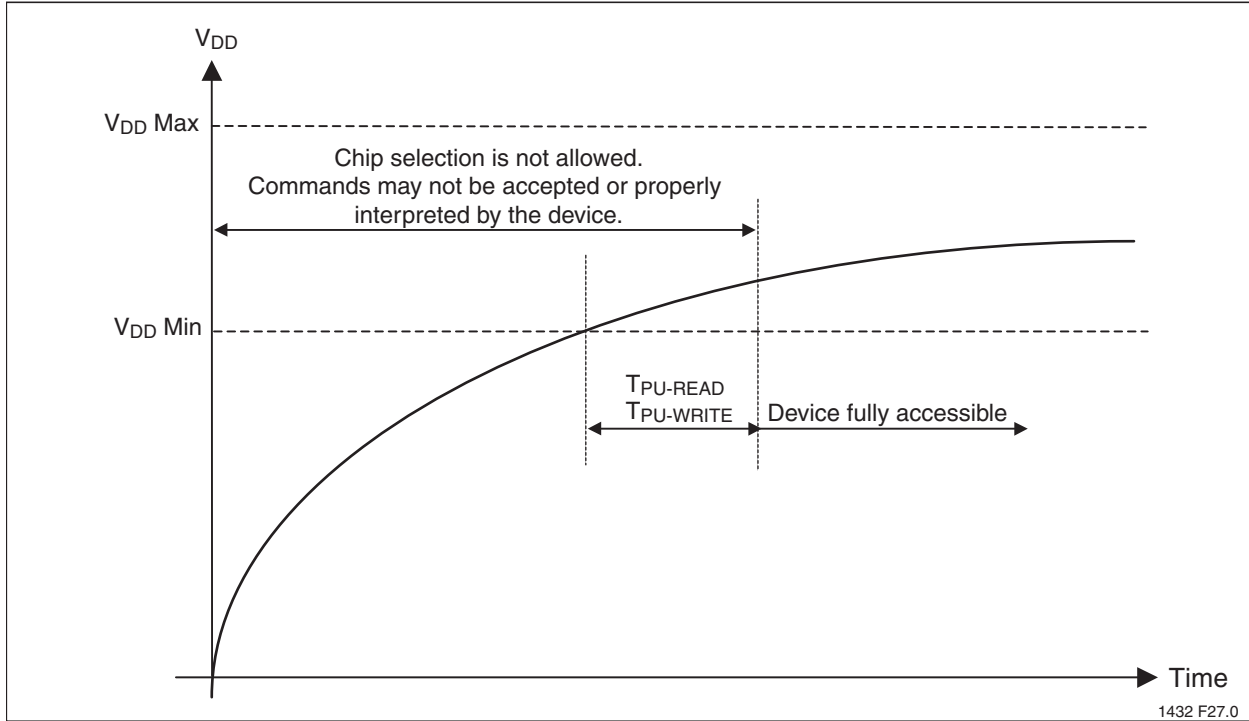 VDD
VDD Max
Chip selection is not allowed.
Commands may not be accepted or properly
interpreted by the device.
VDD Min
TPU-READ
TPU-WRITE
Device fully accessible
Time
1432 F27.0